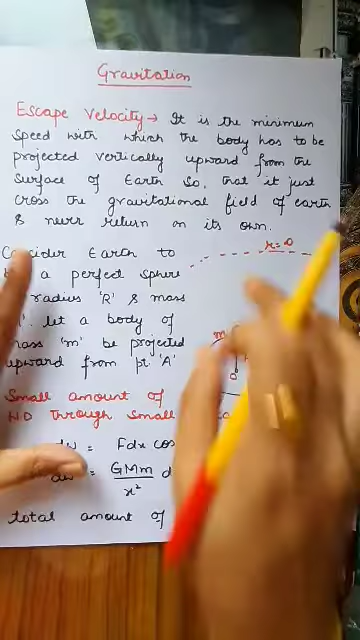 Gravitation
Escape Velocity → It is the minimum
speed with which the body has to be
projected vertically upward from the
Surface of Earth So, that it just
cross the gravitational field of earth
& never return on its own.
Earth to
a perfect sphere
radius 'R' & mass
let a body of
mass 'm' be projected
upward from pt 'A'
Small amount of
WD through Small
Fdx cos
dw = GMm d
x²
total amount of
m